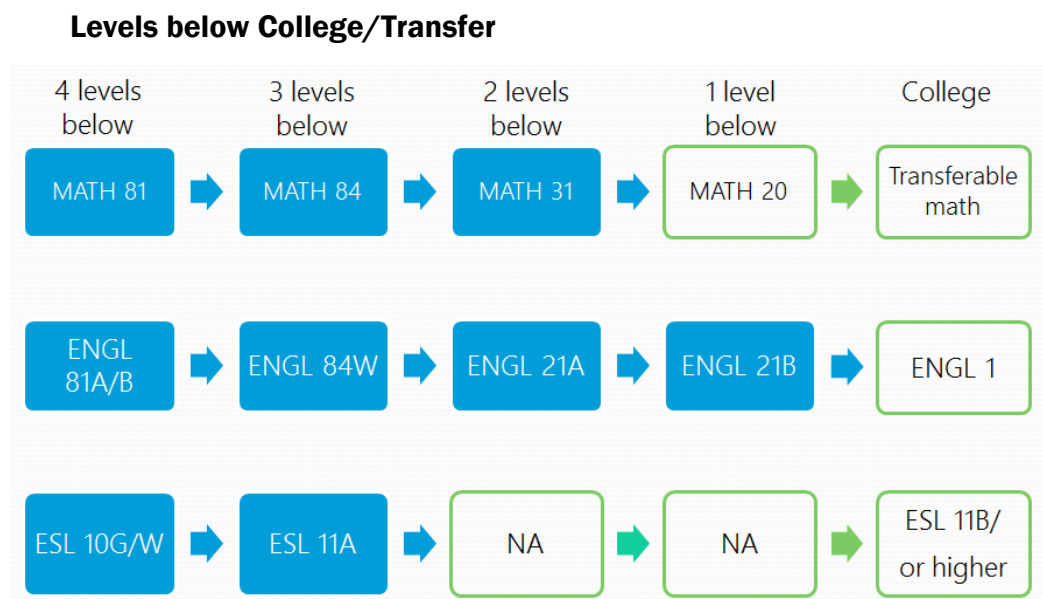 Levels below College/Transfer
4 levels
below
3 levels
below
2 levels
below
1 level
below
College
MATH 81
MATH 84
MATH 31
MATH 20
Transferable
math
ENGL
81A/B
ENGL 84W
ENGL 21A
ENGL 21B
ENGL 1
ESL 10G/W
ESL 11A
NA
NA
ESL 11B/
or higher